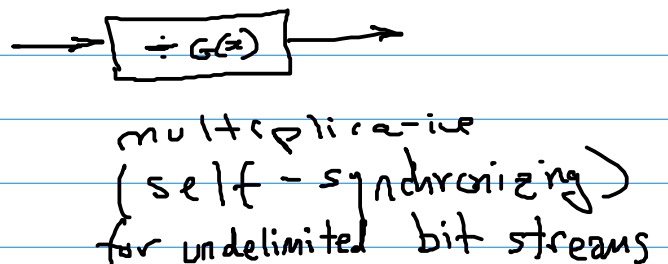 ÷ G(x)
multiplicative
(self-synchronizing)
for undelimited bit streams